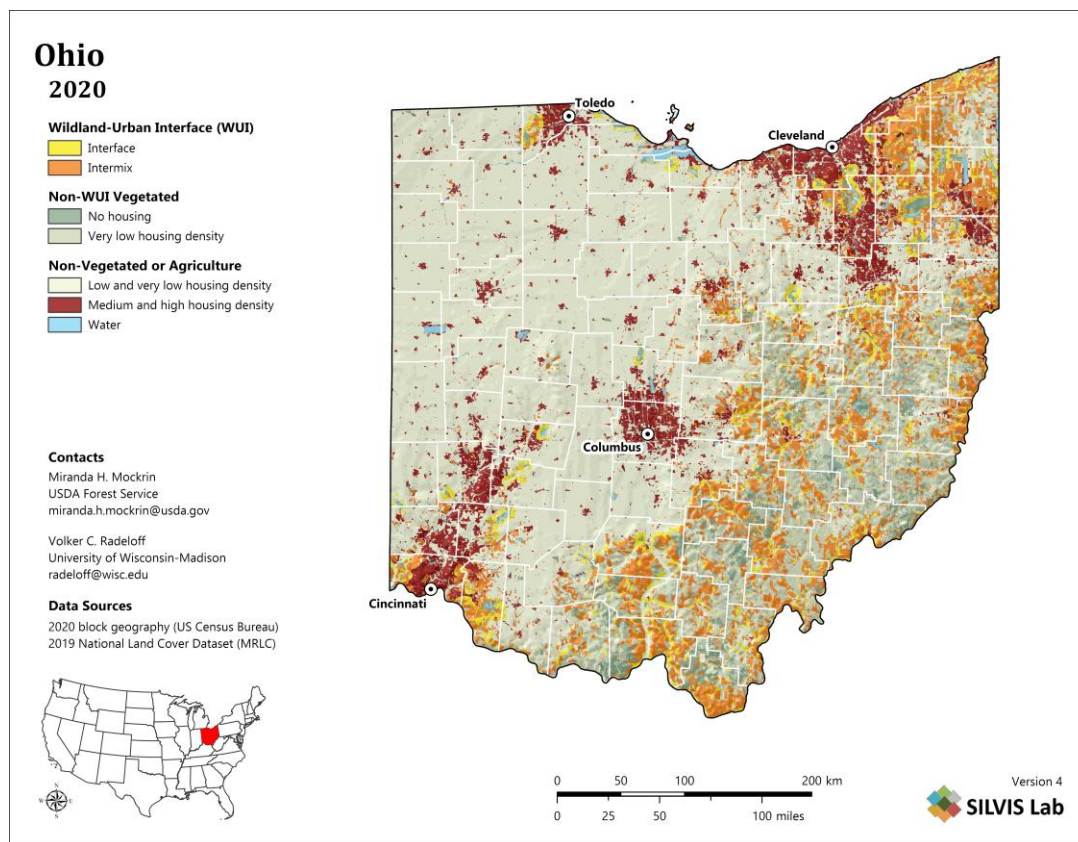 Ohio
2020
Wildland-Urban Interface (WUI)
Interface
Intermix
Non-WUI Vegetated
No housing
Very low housing density
Non-Vegetated or Agriculture
Low and very low housing density
Medium and high housing density
Water
Contacts
Miranda H. Mockrin
USDA Forest Service
miranda.h.mockrin@usda.gov
Volker C. Radeloff
University of Wisconsin-Madison
radeloff@wisc.edu
Data Sources
2020 block geography (US Census Bureau)
2019 National Land Cover Dataset (MRLC)
N
W E
S
Toledo
Cleveland
Columbus
Cincinnati
0 50 100 200 km
0 25 50 100 miles
Version 4
SILVIS Lab